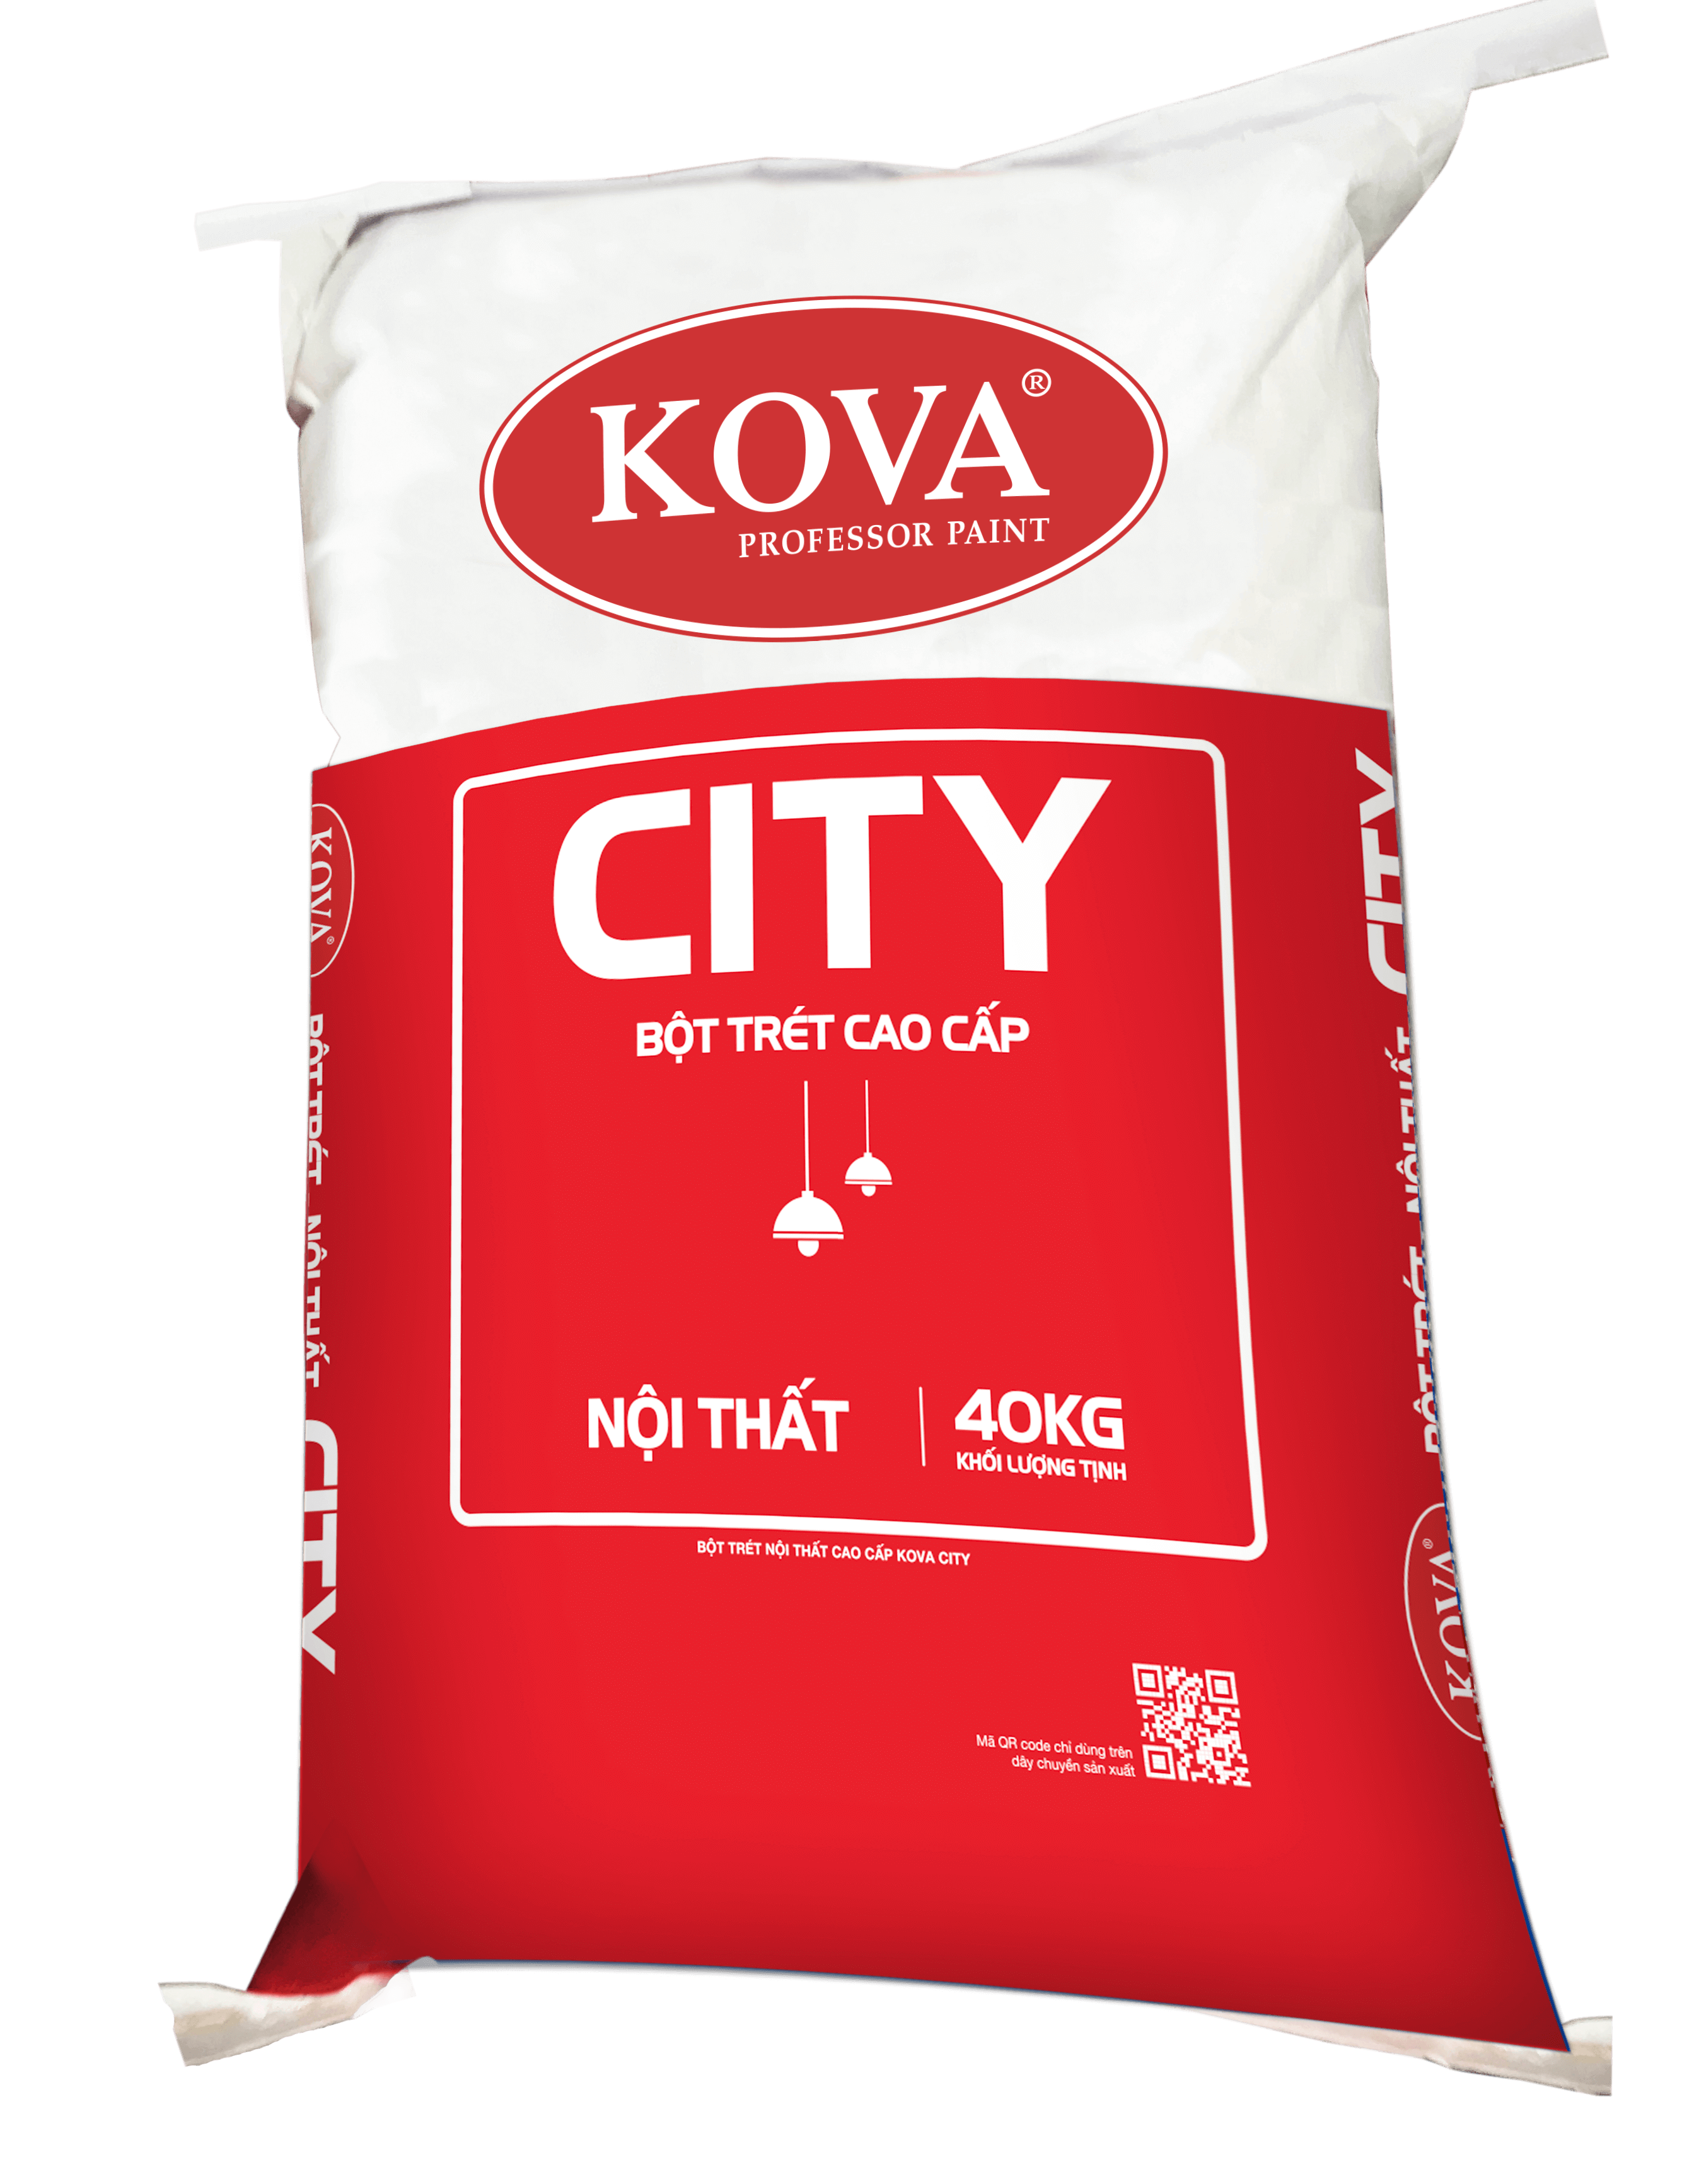 KOVA®
PROFESSOR PAINT
CITY
BỘT TRÉT CAO CẤP
NỘI THẤT
40KG
KHỐI LƯỢNG TỊNH
BỘT TRÉT NỘI THẤT CAO CẤP KOVA CITY
Mã QR code chỉ dùng trên
dây chuyền sản xuất
KOVA®
BỘT TRÉT NỘI THẤT CITY
KOVA®
BỘT TRÉT NỘI THẤT CITY